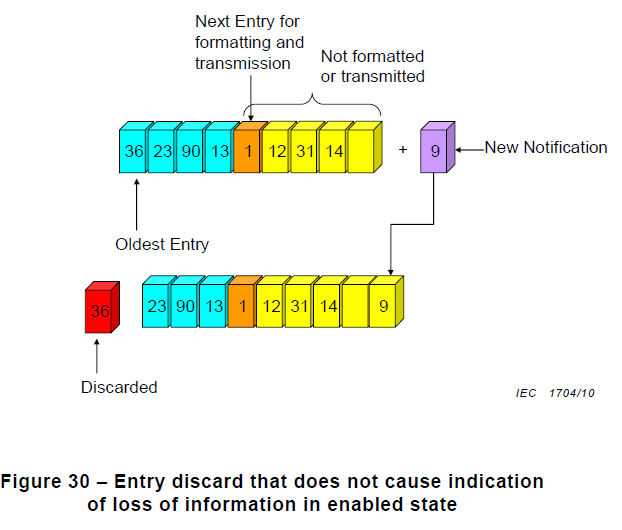 Next Entry for
formatting and
transmission
Not formatted
or transmitted
36 23 90 13 1 12 31 14 + 9 New Notification
Oldest Entry
36 23 90 13 1 12 31 14 9
Discarded
IEC 1704/10
Figure 30 – Entry discard that does not cause indication
of loss of information in enabled state